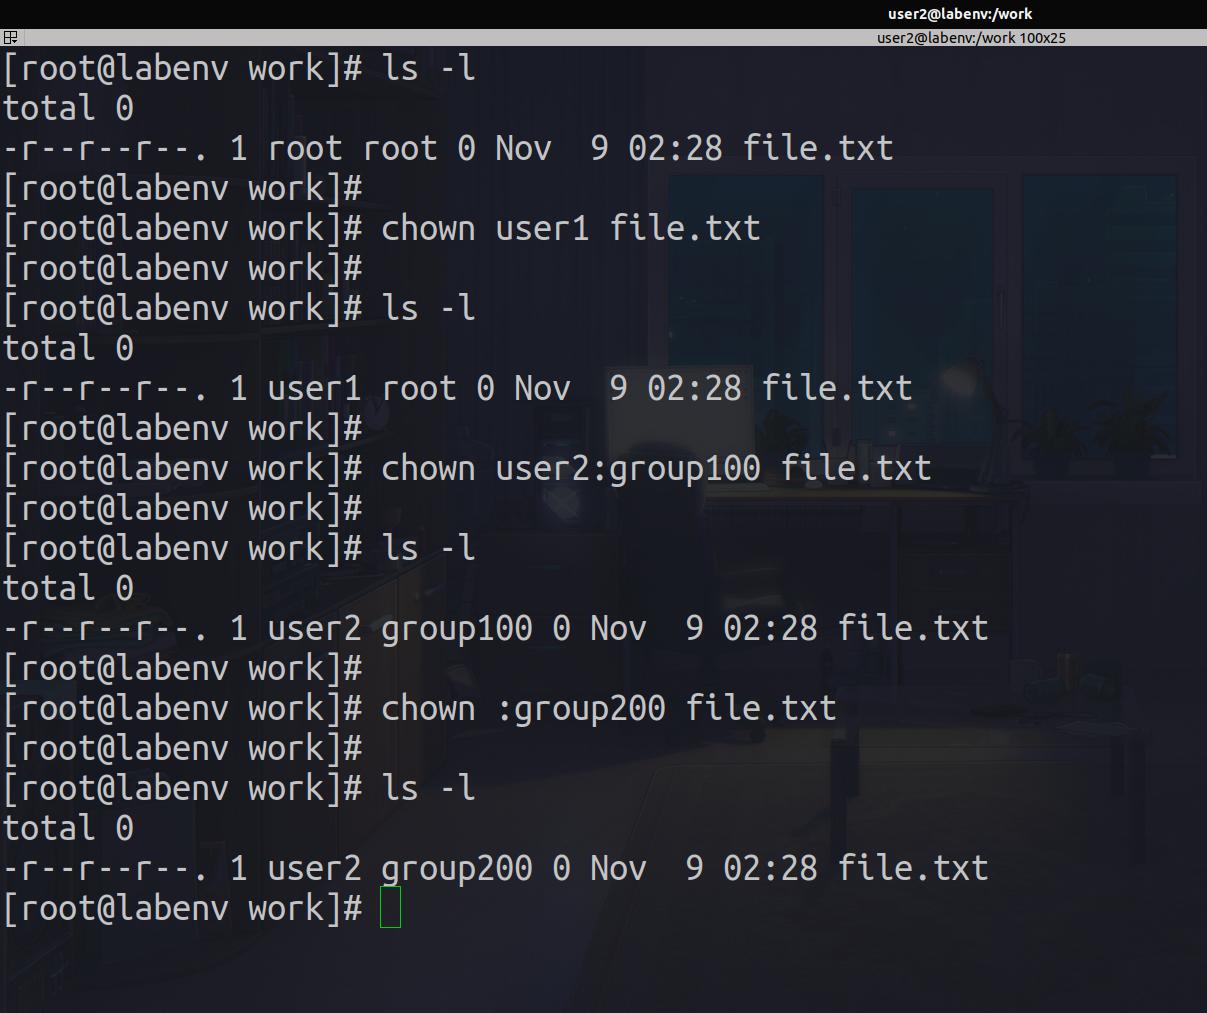 user2@labenv:/work
user2@labenv:/work 100x25
[root@labenv work]# ls -l
total 0
-r--r--r--. 1 root root 0 Nov  9 02:28 file.txt
[root@labenv work]#
[root@labenv work]# chown user1 file.txt
[root@labenv work]#
[root@labenv work]# ls -l
total 0
-r--r--r--. 1 user1 root 0 Nov  9 02:28 file.txt
[root@labenv work]#
[root@labenv work]# chown user2:group100 file.txt
[root@labenv work]#
[root@labenv work]# ls -l
total 0
-r--r--r--. 1 user2 group100 0 Nov  9 02:28 file.txt
[root@labenv work]#
[root@labenv work]# chown :group200 file.txt
[root@labenv work]#
[root@labenv work]# ls -l
total 0
-r--r--r--. 1 user2 group200 0 Nov  9 02:28 file.txt
[root@labenv work]#